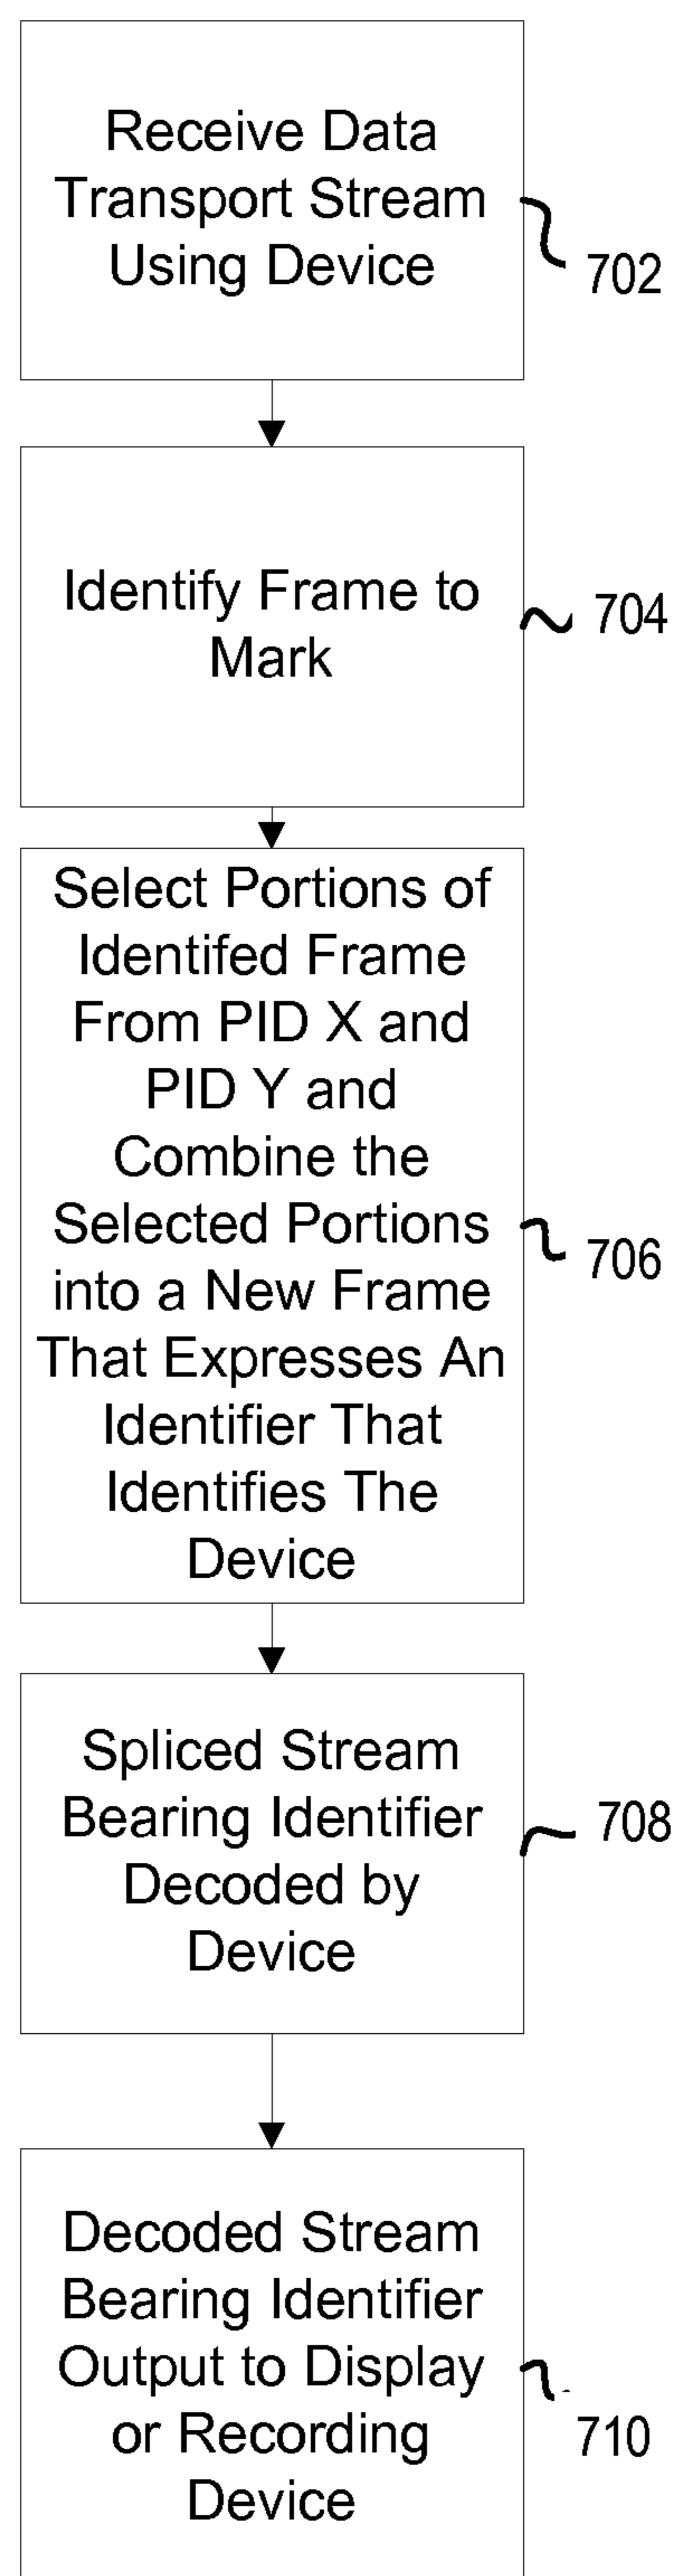 Receive Data
Transport Stream
Using Device
702
Identify Frame to
Mark
704
Select Portions of
Identifed Frame
From PID X and
PID Y and
Combine the
Selected Portions
into a New Frame
That Expresses An
Identifier That
Identifies The
Device
706
Spliced Stream
Bearing Identifier
Decoded by
Device
708
Decoded Stream
Bearing Identifier
Output to Display
or Recording
Device
710